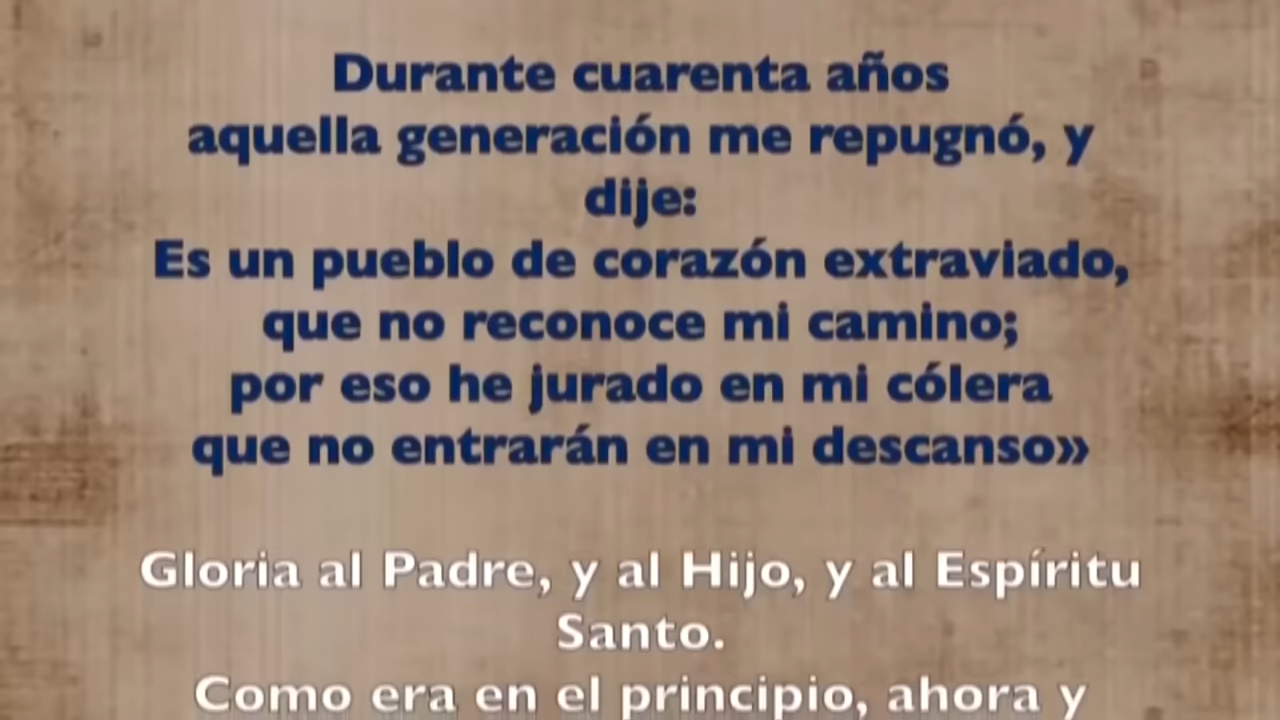 Durante cuarenta años
aquella generación me repugnó, y
dije:
Es un pueblo de corazón extraviado,
que no reconoce mi camino;
por eso he jurado en mi cólera
que no entrarán en mi descanso»
Gloria al Padre, y al Hijo, y al Espíritu
Santo.
Como era en el principio, ahora y